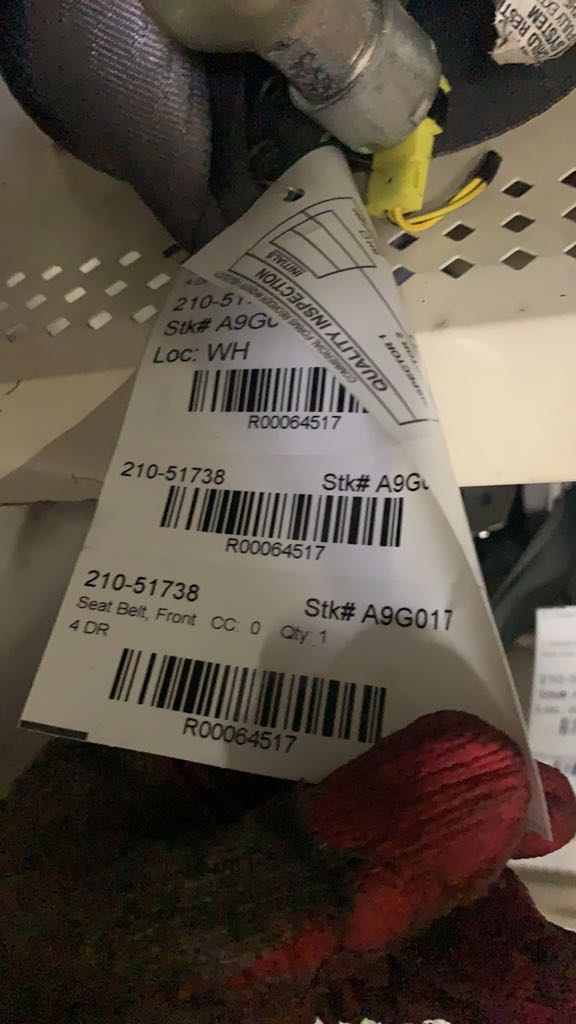 SYSTEM
QUALITY INSPECTION
INITIALS
210-51
Stk# A9G
Loc: WH
R00064517
210-51738 Stk# A9G
R00064517
210-51738 Stk# A9G017
Seat Belt, Front CC: 0 Qty: 1
4 DR
R00064517